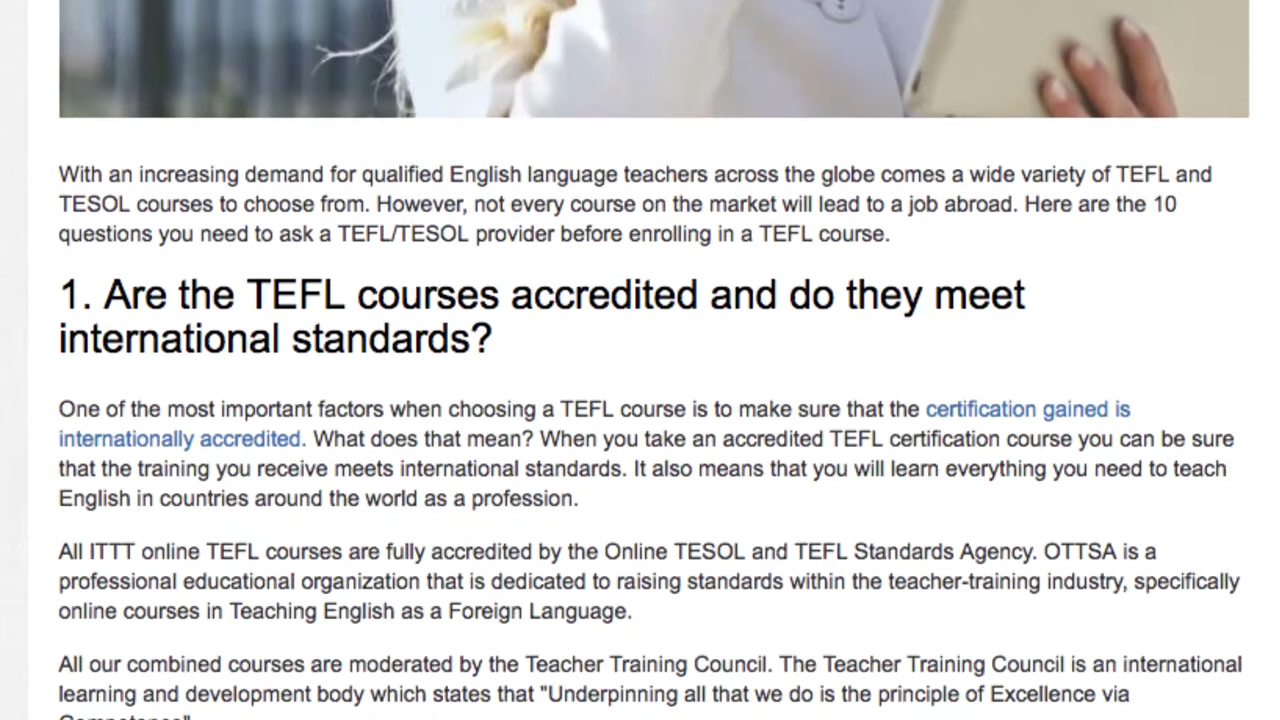 With an increasing demand for qualified English language teachers across the globe comes a wide variety of TEFL and
TESOL courses to choose from. However, not every course on the market will lead to a job abroad. Here are the 10
questions you need to ask a TEFL/TESOL provider before enrolling in a TEFL course.
1. Are the TEFL courses accredited and do they meet
international standards?
One of the most important factors when choosing a TEFL course is to make sure that the certification gained is
internally accredited. What does that mean? When you take an accredited TEFL certification course you can be sure
that the training you receive meets international standards. It also means that you will learn everything you need to teach
English in countries around the world as a profession.
All ITTT online TEFL courses are fully accredited by the Online TESOL and TEFL Standards Agency. OTTSA is a
professional educational organization that is dedicated to raising standards within the teacher-training industry, specifically
online courses in Teaching English as a Foreign Language.
All our combined courses are moderated by the Teacher Training Council. The Teacher Training Council is an international
learning and development body which states that "Underpinning all that we do is the principle of Excellence via